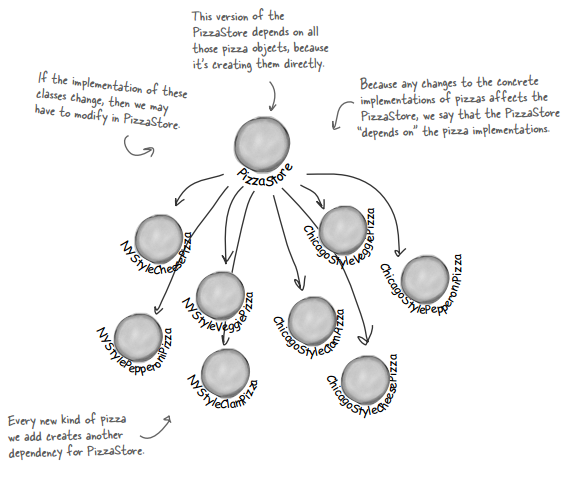 This version of the
PizzaStore depends on all
those pizza objects, because
it's creating them directly.
If the implementation of these
classes change, then we may
have to modify in PizzaStore.
Because any changes to the concrete
implementations of pizzas affects the
PizzaStore, we say that the PizzaStore
"depends on" the pizza implementations.
PizzaStore
NYStyleCheesePizza
ChicagoStyleVeggiePizza
ChicagoStylePepperoniPizza
NYStyleVeggiePizza
ChicagoStyleClamPizza
NYStylePepperoniPizza
NYStyleClamPizza
ChicagoStyleCheesePizza
Every new kind of pizza
we add creates another
dependency for PizzaStore.